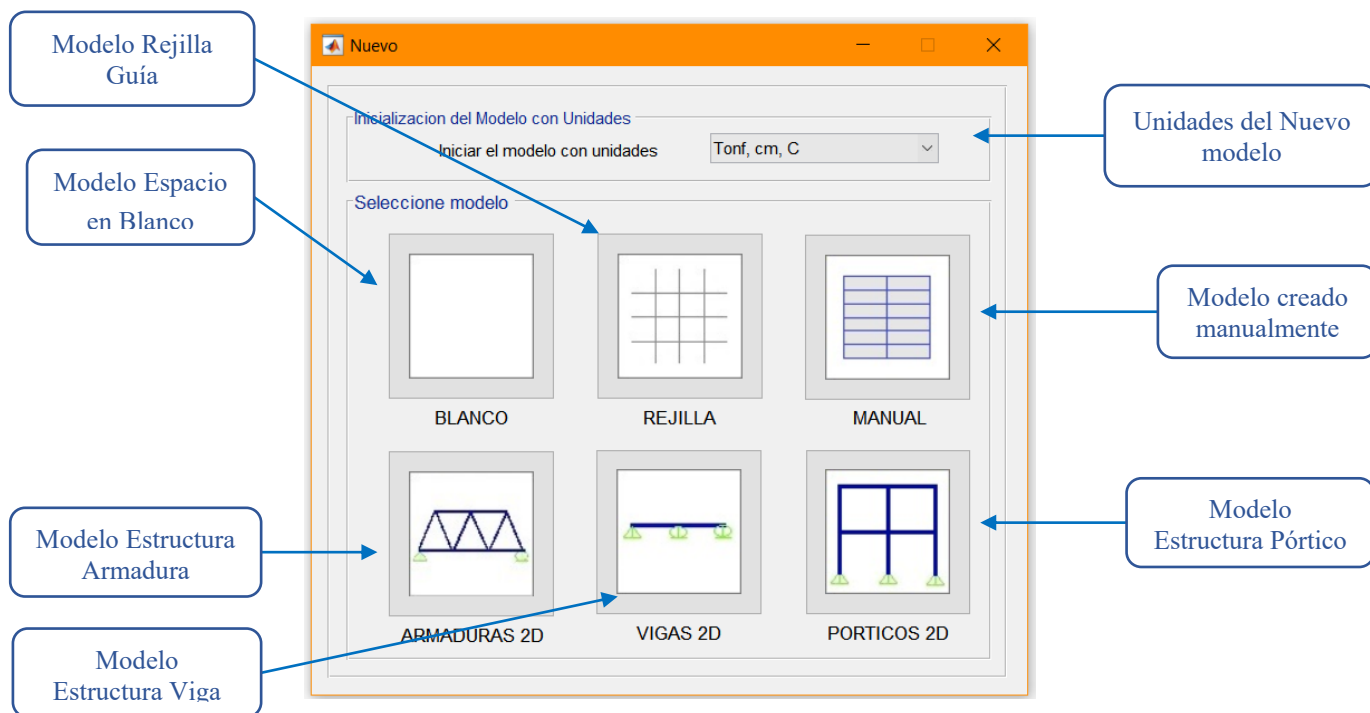 Modelo Rejilla
Guía
Nuevo
Unidades del Nuevo
modelo
Inicializacion del Modelo con Unidades
Iniciar el modelo con unidades
Tonf, cm, C
Modelo Espacio
en Blanco
Seleccione modelo
Modelo creado
manualmente
BLANCO
REJILLA
MANUAL
Modelo Estructura
Armadura
Modelo
Estructura Pórtico
ARMADURAS 2D
VIGAS 2D
PORTICOS 2D
Modelo
Estructura Viga